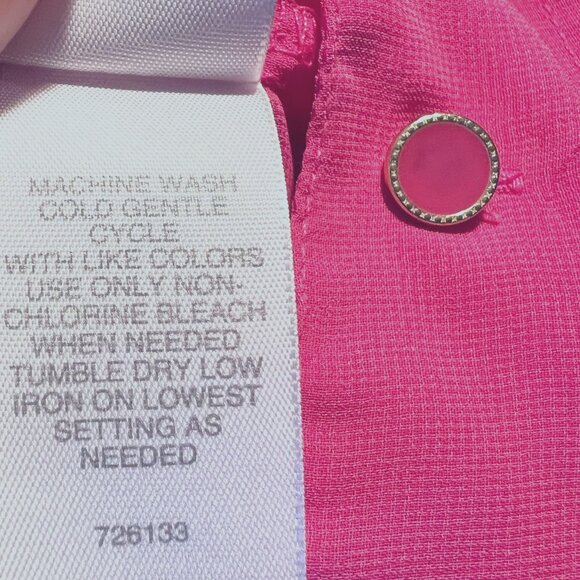 MACHINE WASH
COLD GENTLE
CYCLE
WITH LIKE COLORS
USE ONLY NON-
CHLORINE BLEACH
WHEN NEEDED
TUMBLE DRY LOW
IRON ON LOWEST
SETTING AS
NEEDED
726133